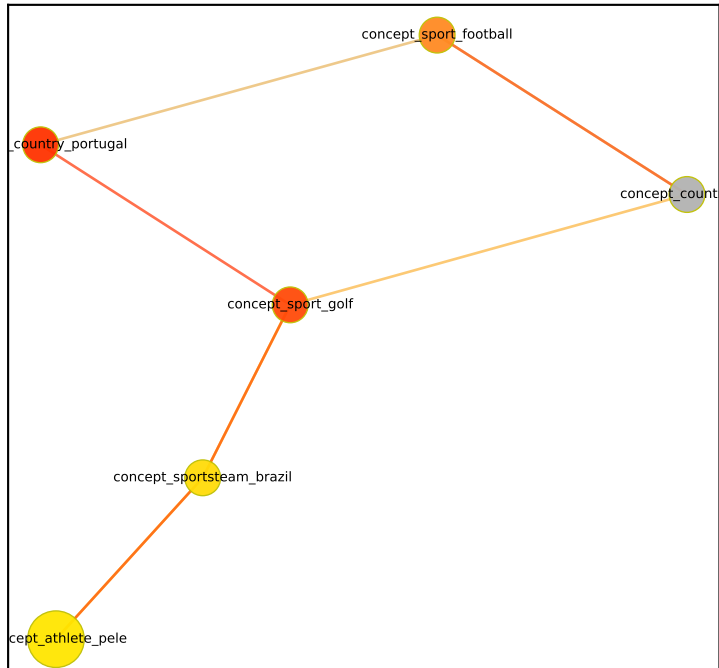 concept_sport_football
_country_portugal
concept_count
concept_sport_golf
concept_sportsteam_brazil
cept_athlete_pele